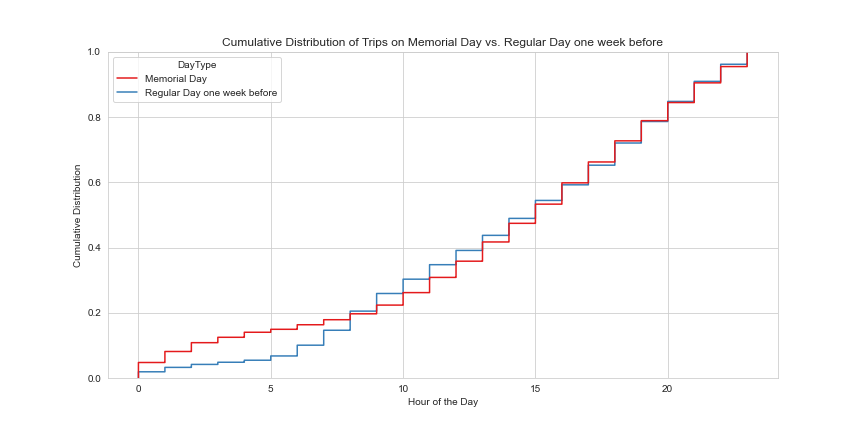 Cumulative Distribution of Trips on Memorial Day vs. Regular Day one week before
1.0
0.8
0.6
0.4
0.2
0.0
Cumulative Distribution
DayType
Memorial Day
Regular Day one week before
0 5 10 15 20
Hour of the Day